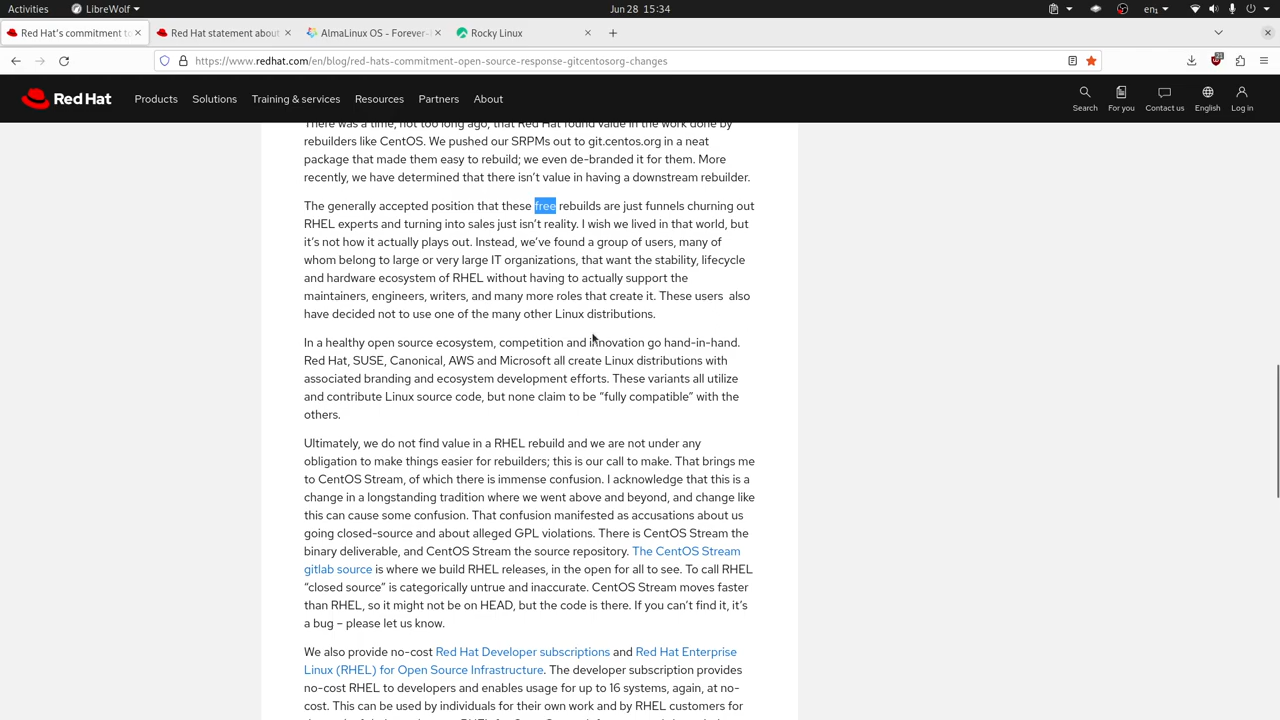 Activities
LibreWolf
Jun 28 15:34
en₁
Red Hat's commitment to
Red Hat statement about
AlmaLinux OS - Forever-
Rocky Linux
https://www.redhat.com/en/blog/red-hats-commitment-open-source-response-gitcentosorg-changes
21
Red Hat
Products
Solutions
Training & services
Resources
Partners
About
Search
For you
Contact us
English
Log in
There was a time, not too long ago, that Red Hat found value in the work done by
rebuilders like CentOS. We pushed our SRPMs out to git.centos.org in a neat
package that made them easy to rebuild; we even de-branded it for them. More
recently, we have determined that there isn’t value in having a downstream rebuilder.
The generally accepted position that these free rebuilds are just funnels churning out
RHEL experts and turning into sales just isn’t reality. I wish we lived in that world, but
it’s not how it actually plays out. Instead, we’ve found a group of users, many of
whom belong to large or very large IT organizations, that want the stability, lifecycle
and hardware ecosystem of RHEL without having to actually support the
maintainers, engineers, writers, and many more roles that create it. These users also
have decided not to use one of the many other Linux distributions.
In a healthy open source ecosystem, competition and innovation go hand-in-hand.
Red Hat, SUSE, Canonical, AWS and Microsoft all create Linux distributions with
associated branding and ecosystem development efforts. These variants all utilize
and contribute Linux source code, but none claim to be “fully compatible” with the
others.
Ultimately, we do not find value in a RHEL rebuild and we are not under any
obligation to make things easier for rebuilders; this is our call to make. That brings me
to CentOS Stream, of which there is immense confusion. I acknowledge that this is a
change in a longstanding tradition where we went above and beyond, and change like
this can cause some confusion. That confusion manifested as accusations about us
going closed-source and about alleged GPL violations. There is CentOS Stream the
binary deliverable, and CentOS Stream the source repository. The CentOS Stream
gitlab source is where we build RHEL releases, in the open for all to see. To call RHEL
“closed source” is categorically untrue and inaccurate. CentOS Stream moves faster
than RHEL, so it might not be on HEAD, but the code is there. If you can’t find it, it’s
a bug – please let us know.
We also provide no-cost Red Hat Developer subscriptions and Red Hat Enterprise
Linux (RHEL) for Open Source Infrastructure. The developer subscription provides
no-cost RHEL to developers and enables usage for up to 16 systems, again, at no-
cost. This can be used by individuals for their own work and by RHEL customers for